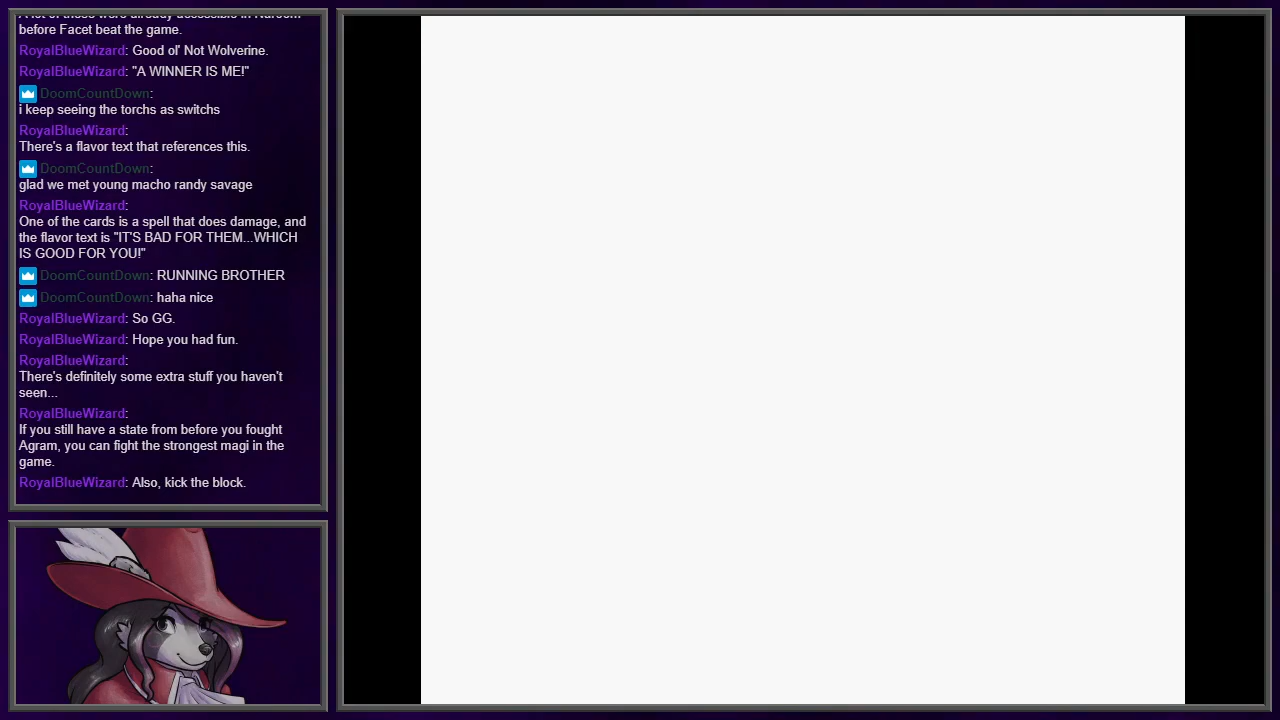 before Facet beat the game.
RoyalBlueWizard: Good ol' Not Wolverine.
RoyalBlueWizard: "A WINNER IS ME!"
DoomCountDown:
i keep seeing the torchs as switchs
RoyalBlueWizard:
There's a flavor text that references this.
DoomCountDown:
glad we met young macho randy savage
RoyalBlueWizard:
One of the cards is a spell that does damage, and
the flavor text is "IT'S BAD FOR THEM...WHICH
IS GOOD FOR YOU!"
DoomCountDown: RUNNING BROTHER
DoomCountDown: haha nice
RoyalBlueWizard: So GG.
RoyalBlueWizard: Hope you had fun.
RoyalBlueWizard:
There's definitely some extra stuff you haven't
seen...
RoyalBlueWizard:
If you still have a state from before you fought
Agram, you can fight the strongest magi in the
game.
RoyalBlueWizard: Also, kick the block.